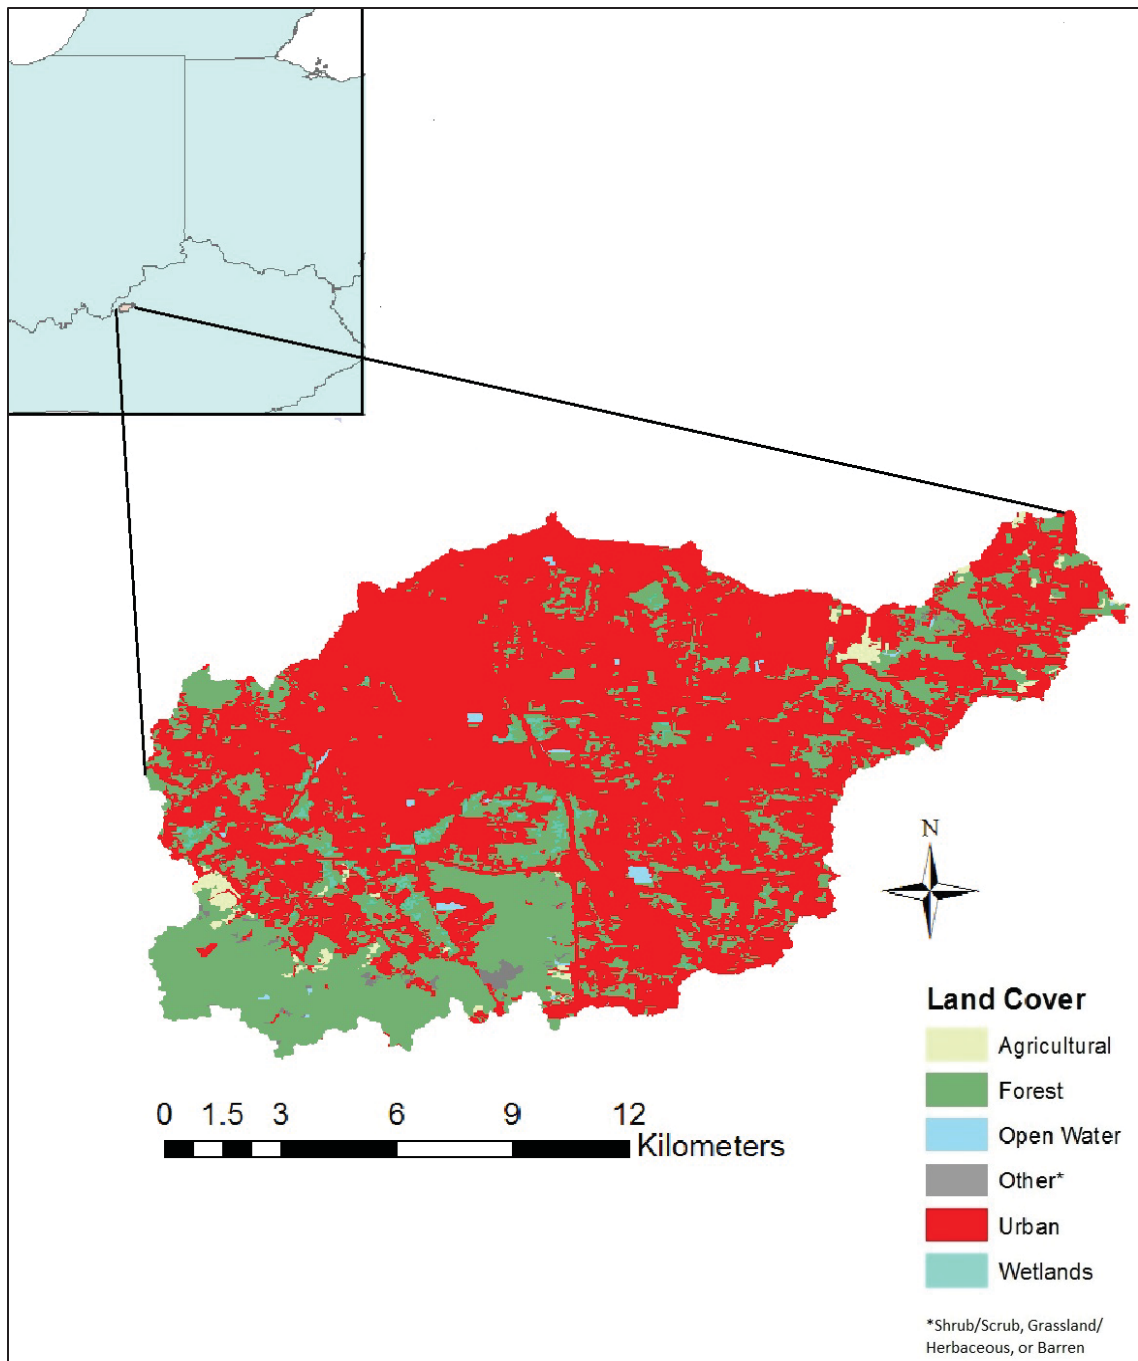 N
Land Cover
Agricultural
Forest
Open Water
Other*
Urban
Wetlands
*Shrub/Scrub, Grassland/
Herbaceous, or Barren
0 1.5 3 6 9 12
Kilometers